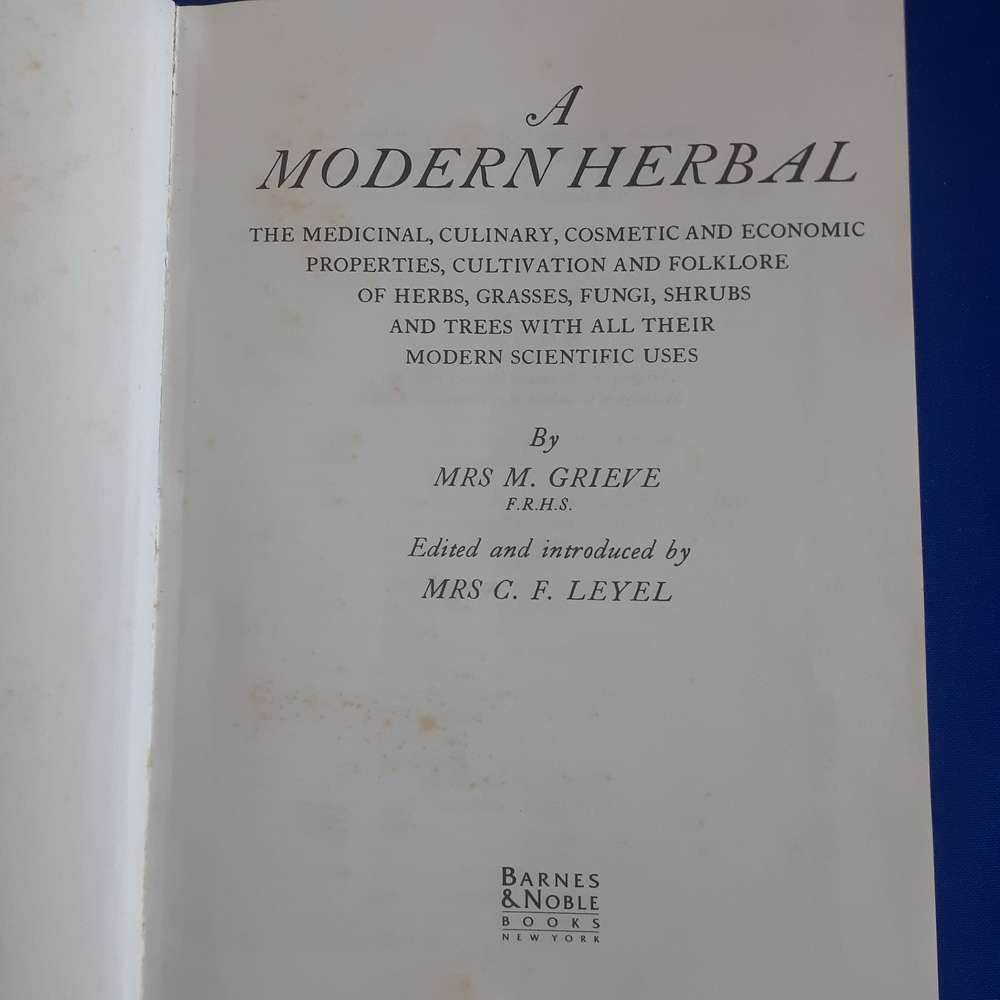 A
MODERN HERBAL
THE MEDICINAL, CULINARY, COSMETIC AND ECONOMIC
PROPERTIES, CULTIVATION AND FOLKLORE
OF HERBS, GRASSES, FUNGI, SHRUBS
AND TREES WITH ALL THEIR
MODERN SCIENTIFIC USES
By
MRS M. GRIEVE
F.R.H.S.
Edited and introduced by
MRS C. F. LEYEL
BARNES
& NOBLE
BOOKS
NEW YORK